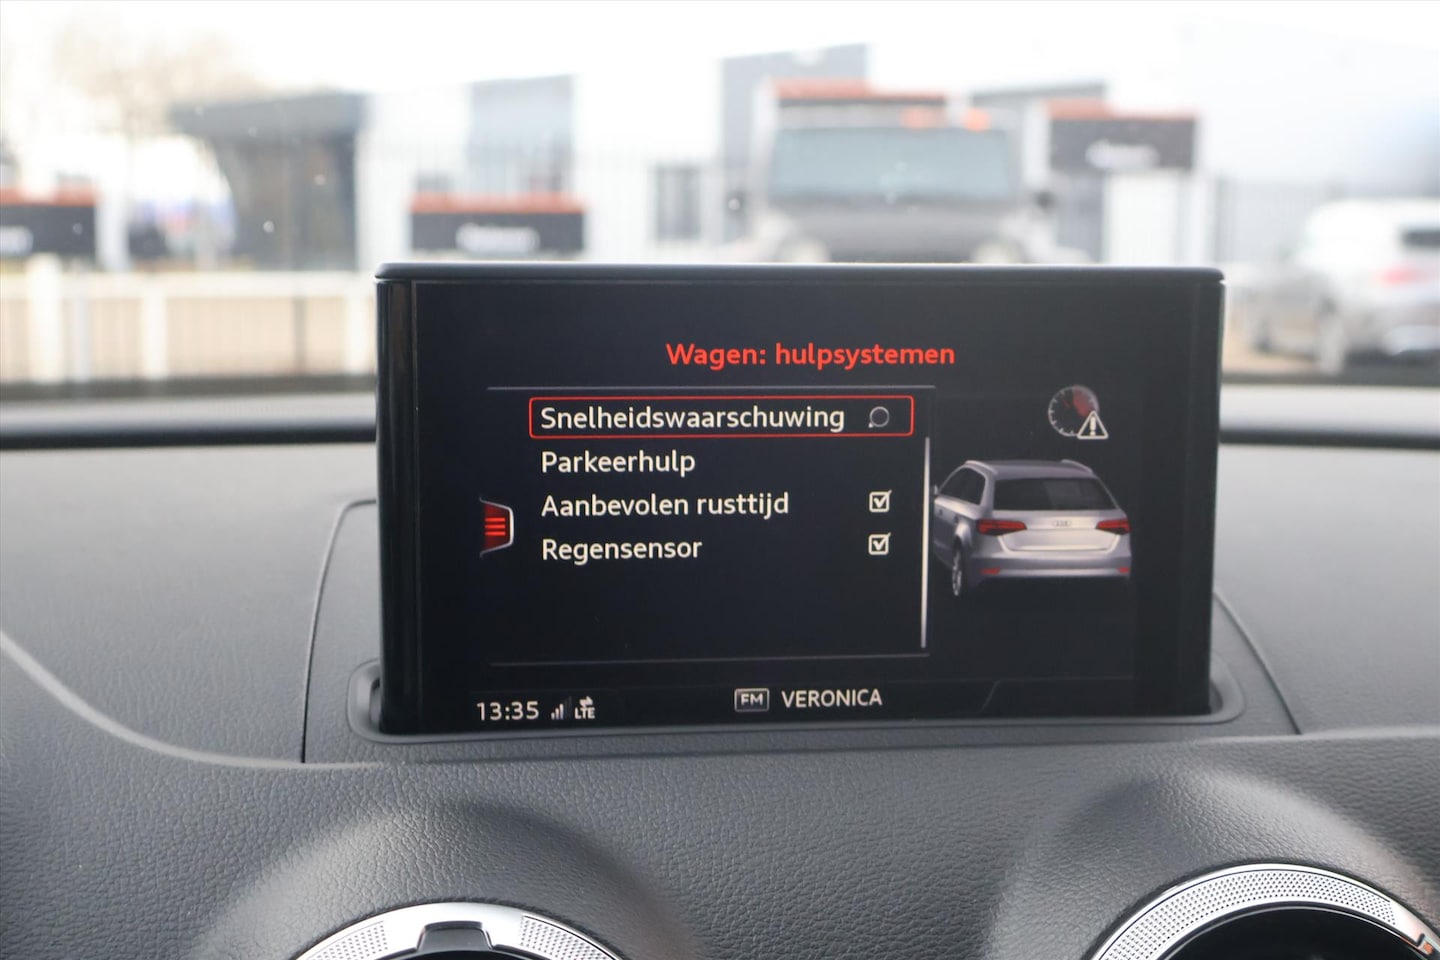 Wagen: hulpsystemen
Snelheidswaarschuwing
Parkeerhulp
Aanbevolen rusttijd
Regensensor
13:35 LTE
FM VERONICA